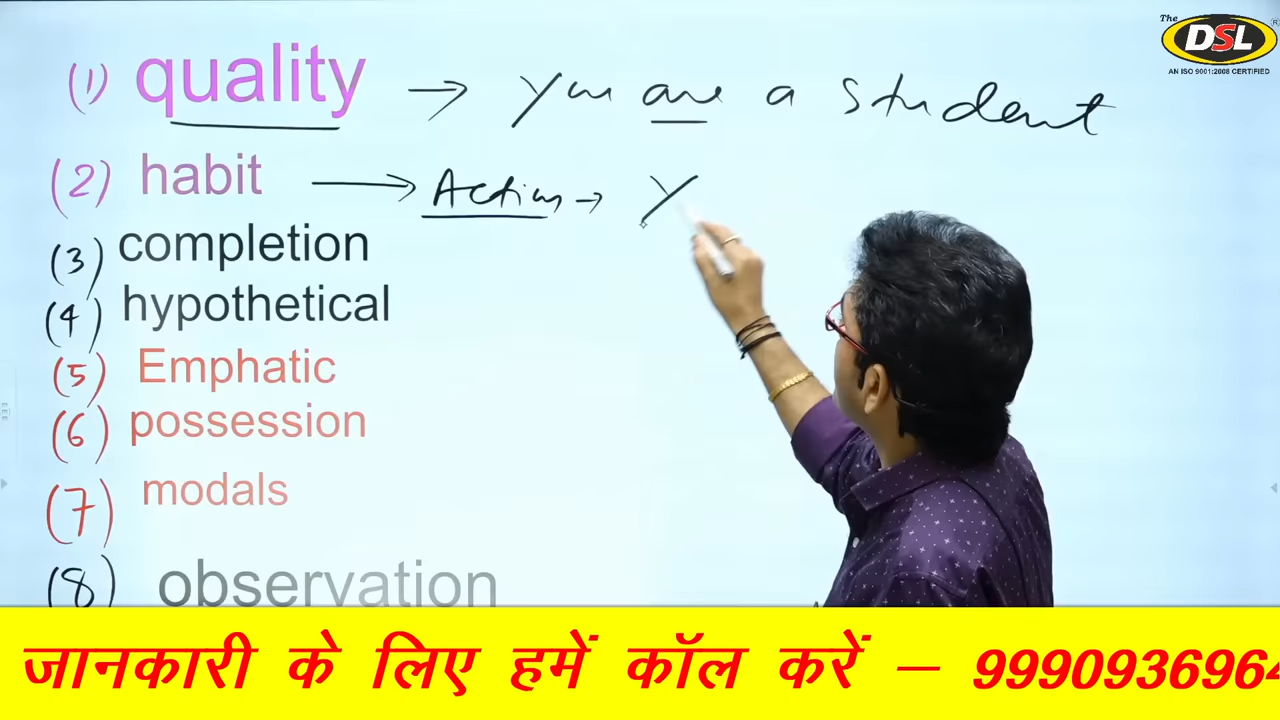 The
DSL
®
AN ISO 9001:2008 CERTIFIED
(1) quality → You are a student
(2) habit → Action → Y
(3) completion
(4) hypothetical
(5) Emphatic
(6) possession
(7) modals
(8) observation
जानकारी के लिए हमें कॉल करें – 9990936964